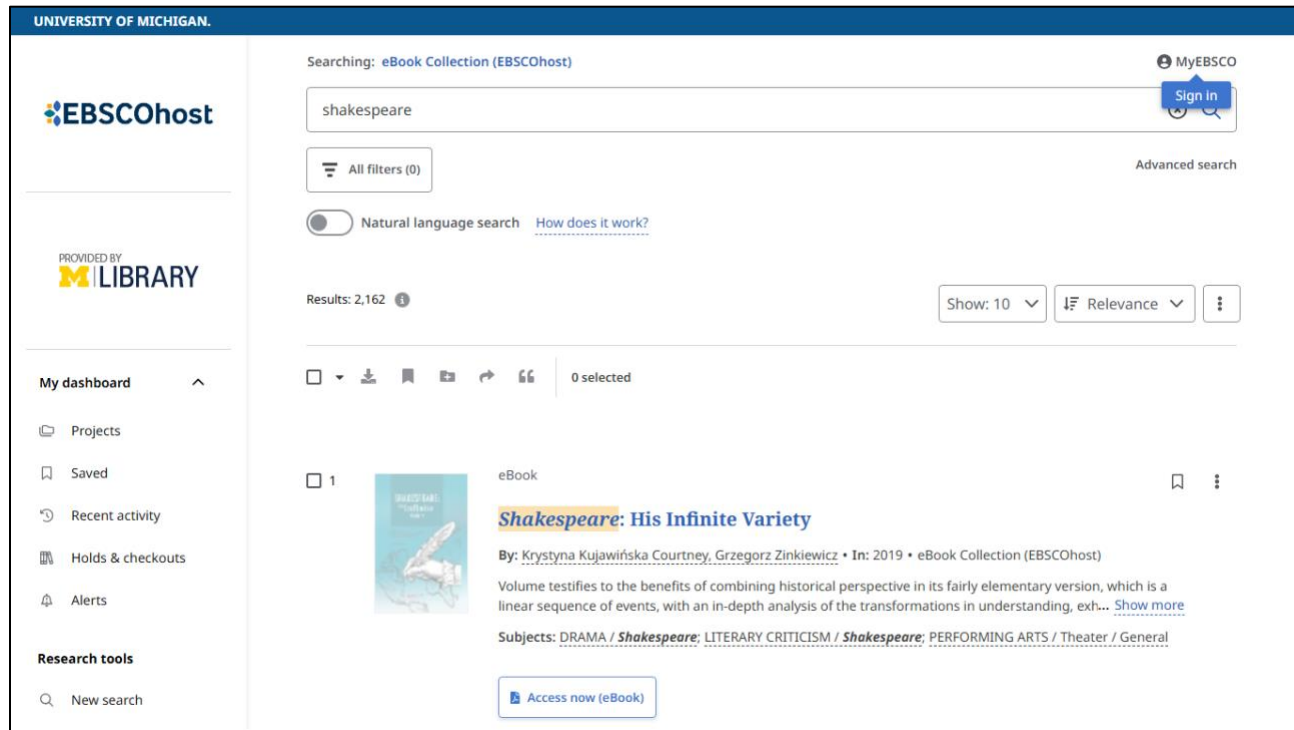 UNIVERSITY OF MICHIGAN.
EBSCOhost
PROVIDED BY
M LIBRARY
My dashboard
Projects
Saved
Recent activity
Holds & checkouts
Alerts
Research tools
New search
Searching: eBook Collection (EBSCOhost)
MyEBSCO
Sign in
shakespeare
All filters (0)
Advanced search
Natural language search How does it work?
Results: 2,162
Show: 10
Relevance
0 selected
1
eBook
Shakespeare: His Infinite Variety
By: Krystyna Kujawińska Courtney, Grzegorz Zinkiewicz • In: 2019 • eBook Collection (EBSCOhost)
Volume testifies to the benefits of combining historical perspective in its fairly elementary version, which is a
linear sequence of events, with an in-depth analysis of the transformations in understanding, exh... Show more
Subjects: DRAMA / Shakespeare; LITERARY CRITICISM / Shakespeare; PERFORMING ARTS / Theater / General
Access now (eBook)